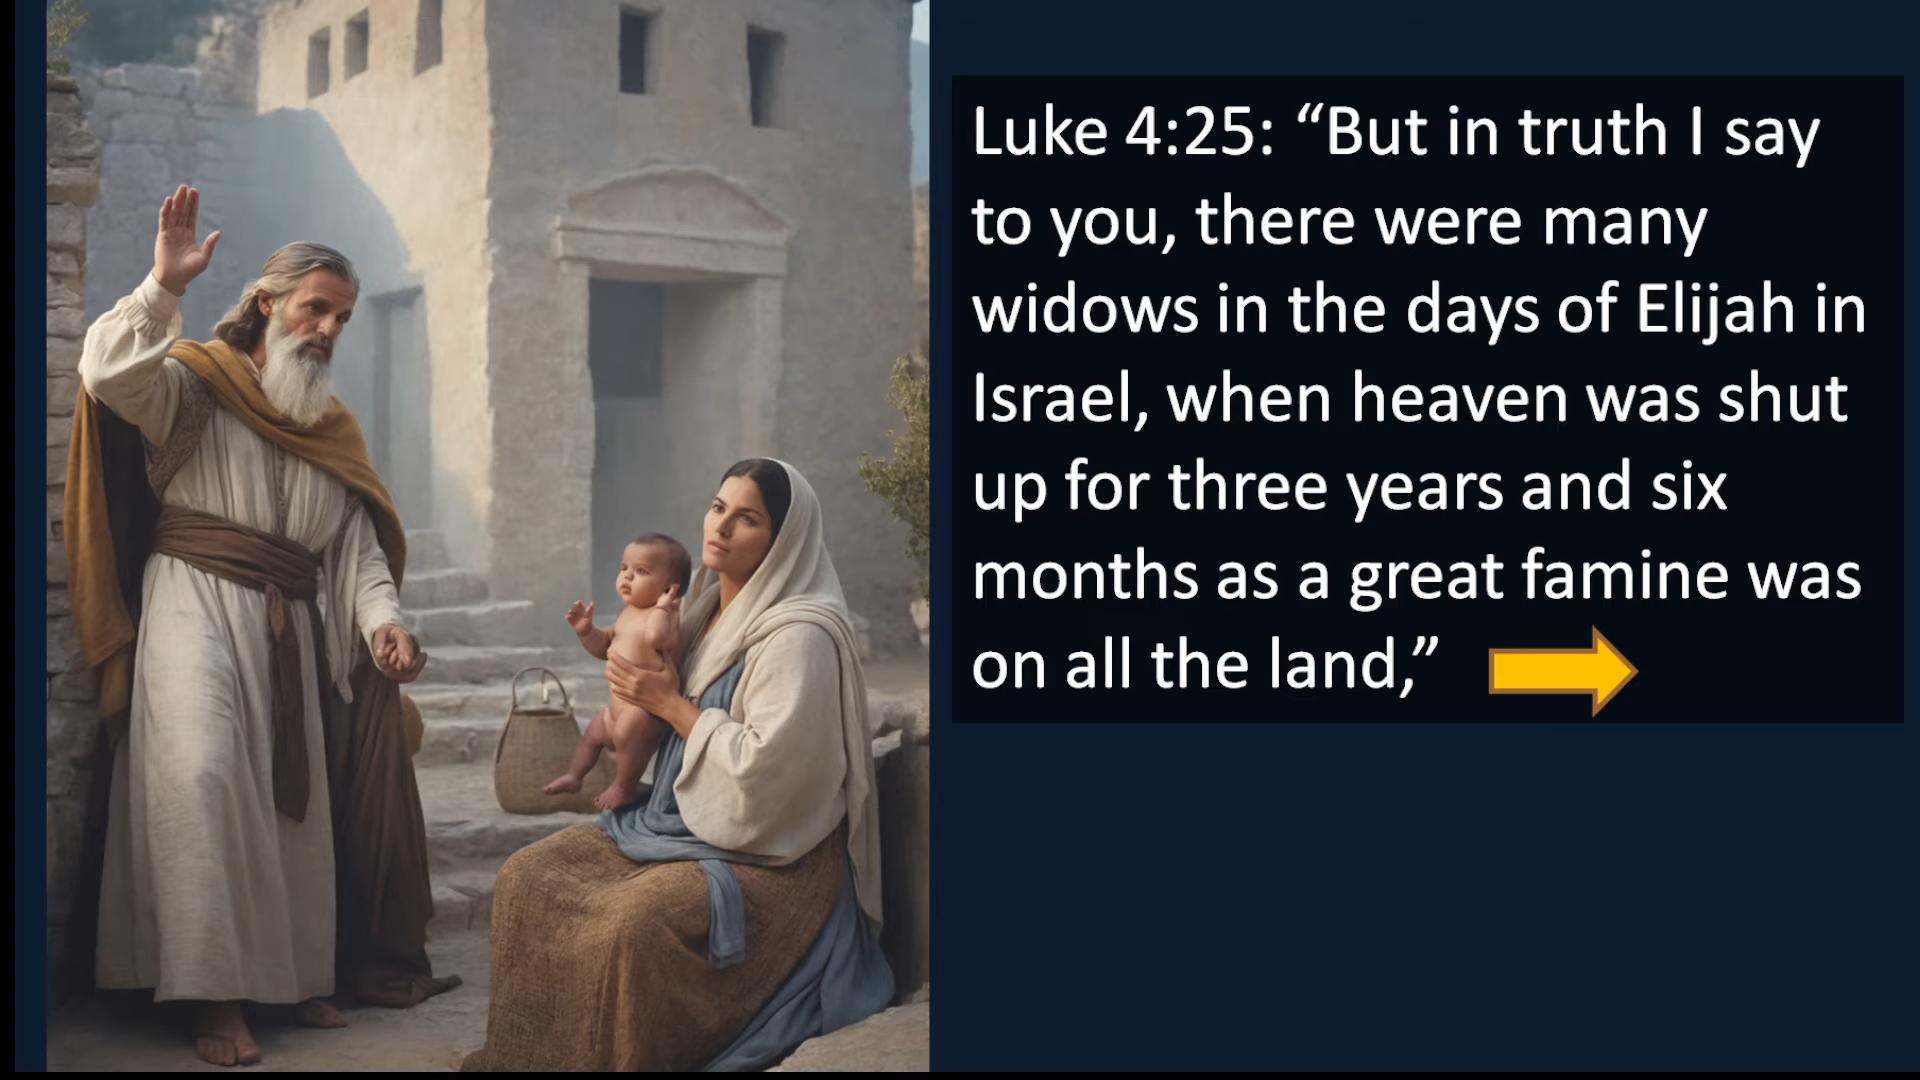 Luke 4:25: “But in truth I say
to you, there were many
widows in the days of Elijah in
Israel, when heaven was shut
up for three years and six
months as a great famine was
on all the land,”